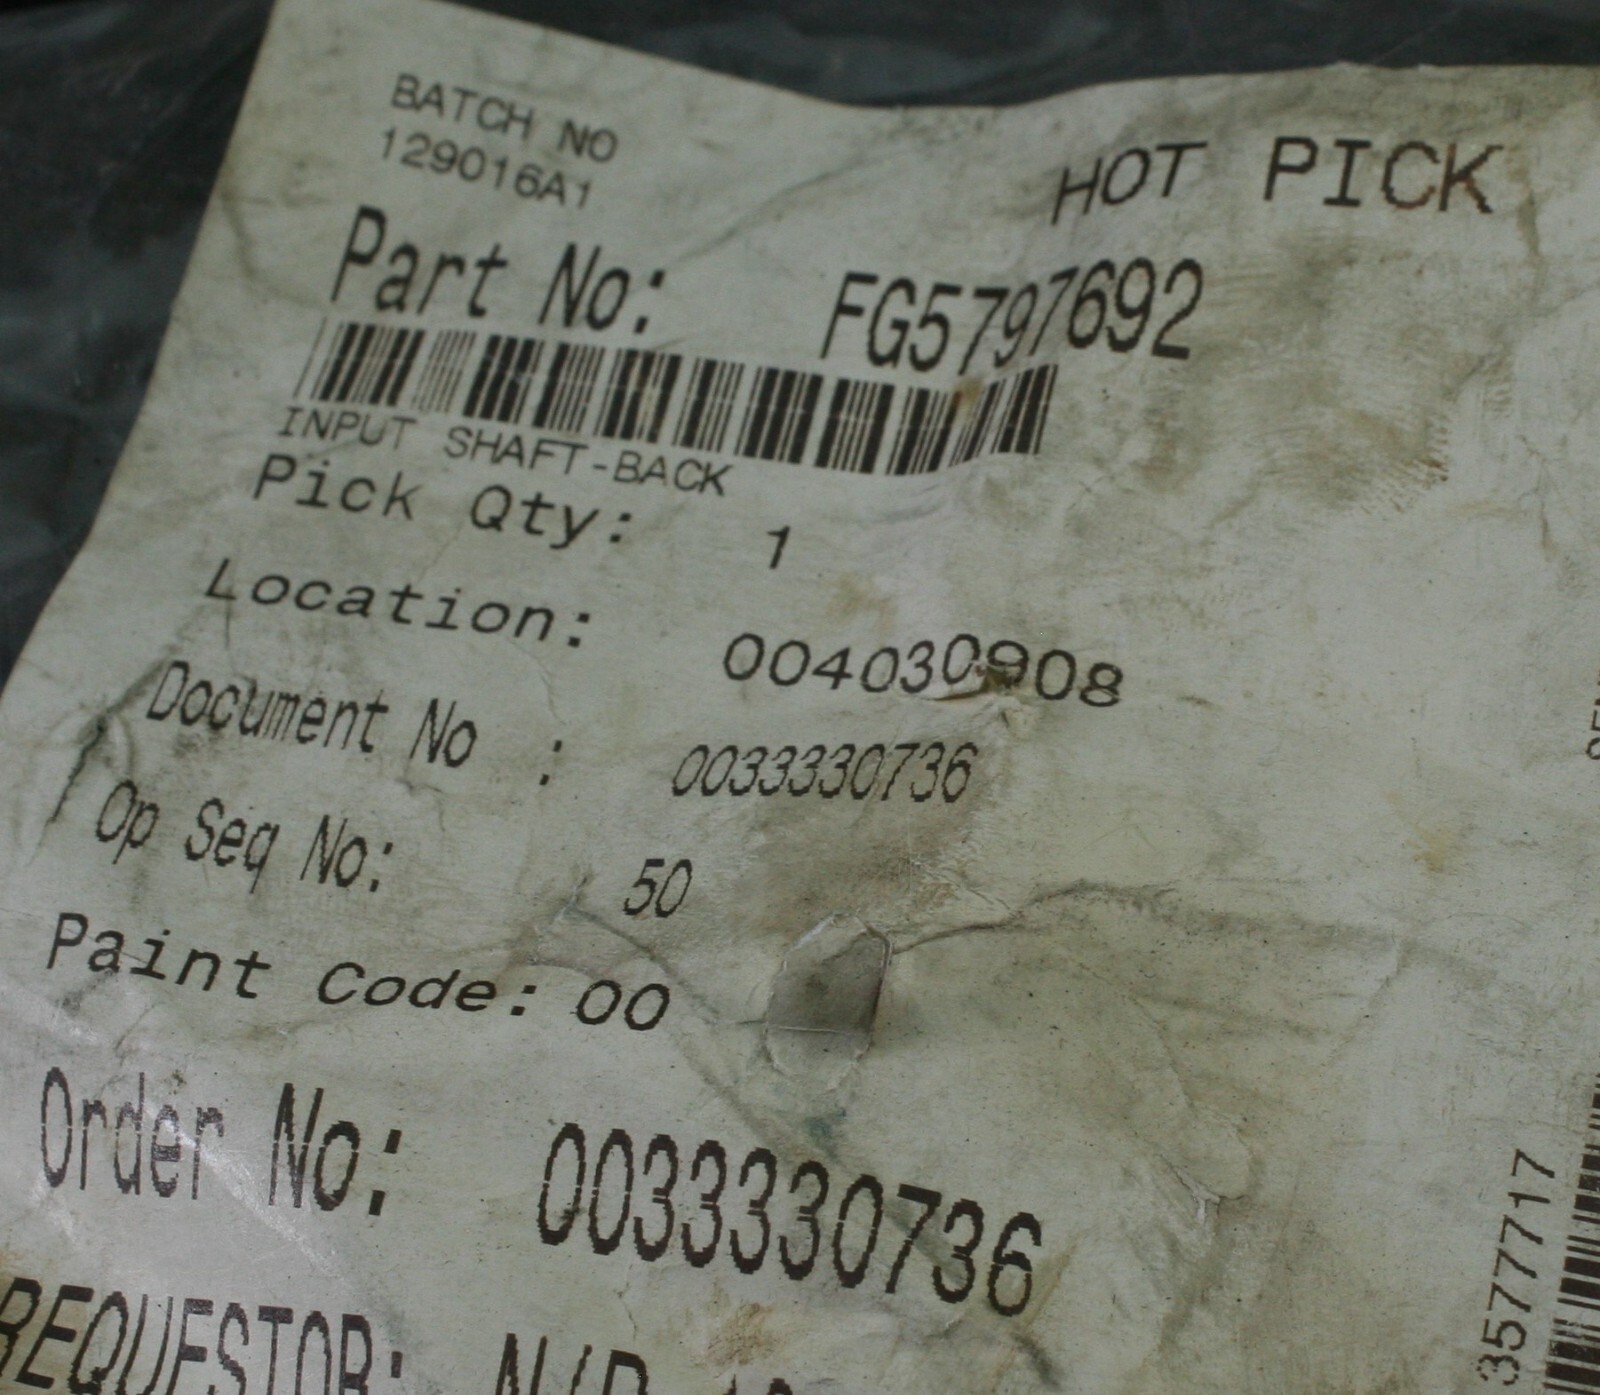 BATCH NO
129016A1
HOT PICK
Part No: FG5797692
INPUT SHAFT-BACK
Pick Qty: 1
Location: 004030908
Document No : 0033330736
Op Seq No: 50
Paint Code: 00
Order No: 0033330736
REQUESTOR:
3577717